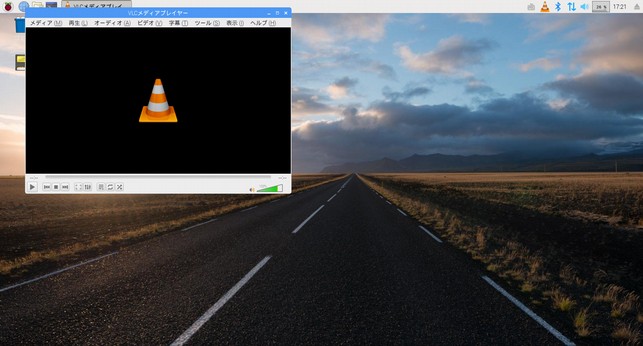 VLCメディアプレイ...
26 %
17:21
VLCメディアプレイヤー
メディア(M) 再生(L) オーディオ(A) ビデオ(V) 字幕(T) ツール(S) 表示(I) ヘルプ(H)
--:-- --:--